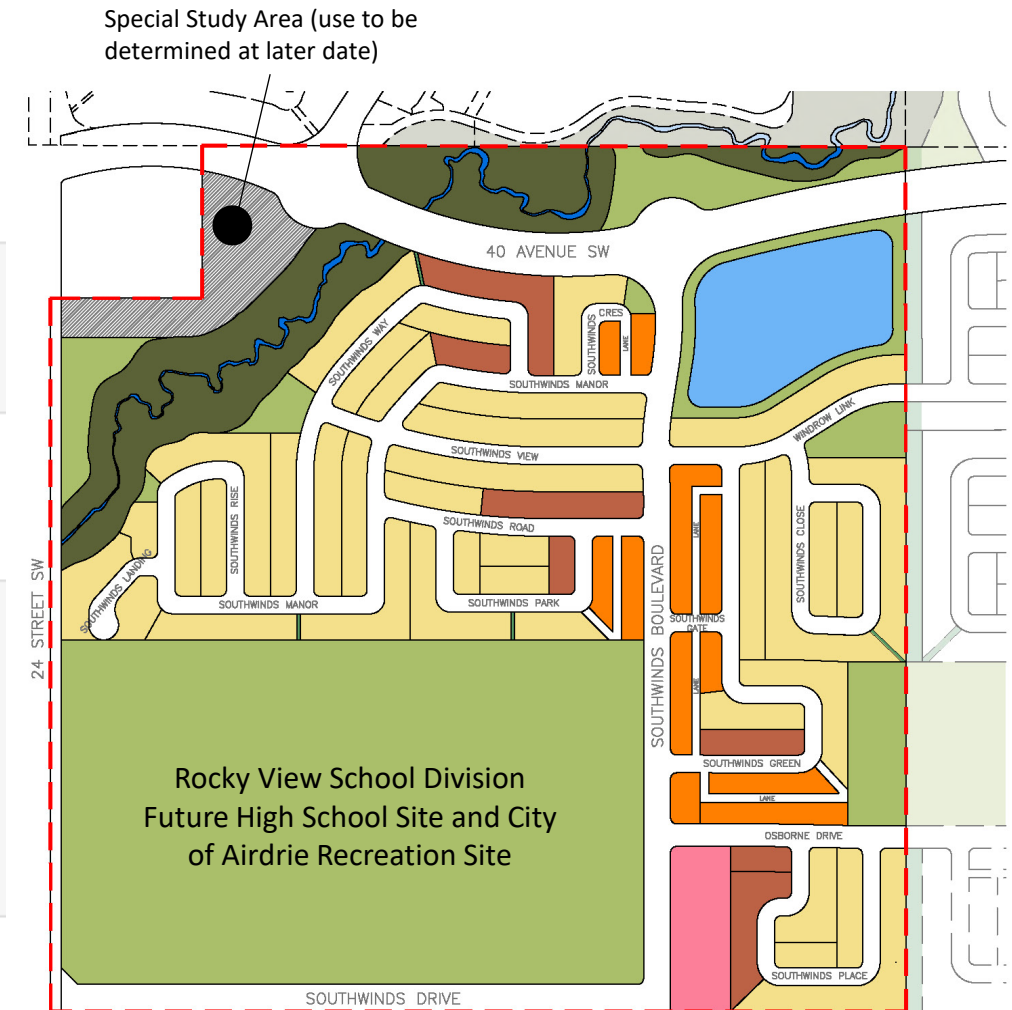 Special Study Area (use to be
determined at later date)
40 AVENUE SW
SOUTHWINDS WAY
SOUTHWINDS
CRES
LANE
SOUTHWINDS MANOR
WINDROW LINK
SOUTHWINDS VIEW
SOUTHWINDS RISE
SOUTHWINDS ROAD
LANE
SOUTHWINDS CLOSE
SOUTHWINDS LANDING
SOUTHWINDS MANOR
SOUTHWINDS PARK
SOUTHWINDS
GATE
24 STREET SW
SOUTHWINDS BOULEVARD
LANE
SOUTHWINDS GREEN
LANE
Rocky View School Division
Future High School Site and City
of Airdrie Recreation Site
OSBORNE DRIVE
SOUTHWINDS PLACE
SOUTHWINDS DRIVE